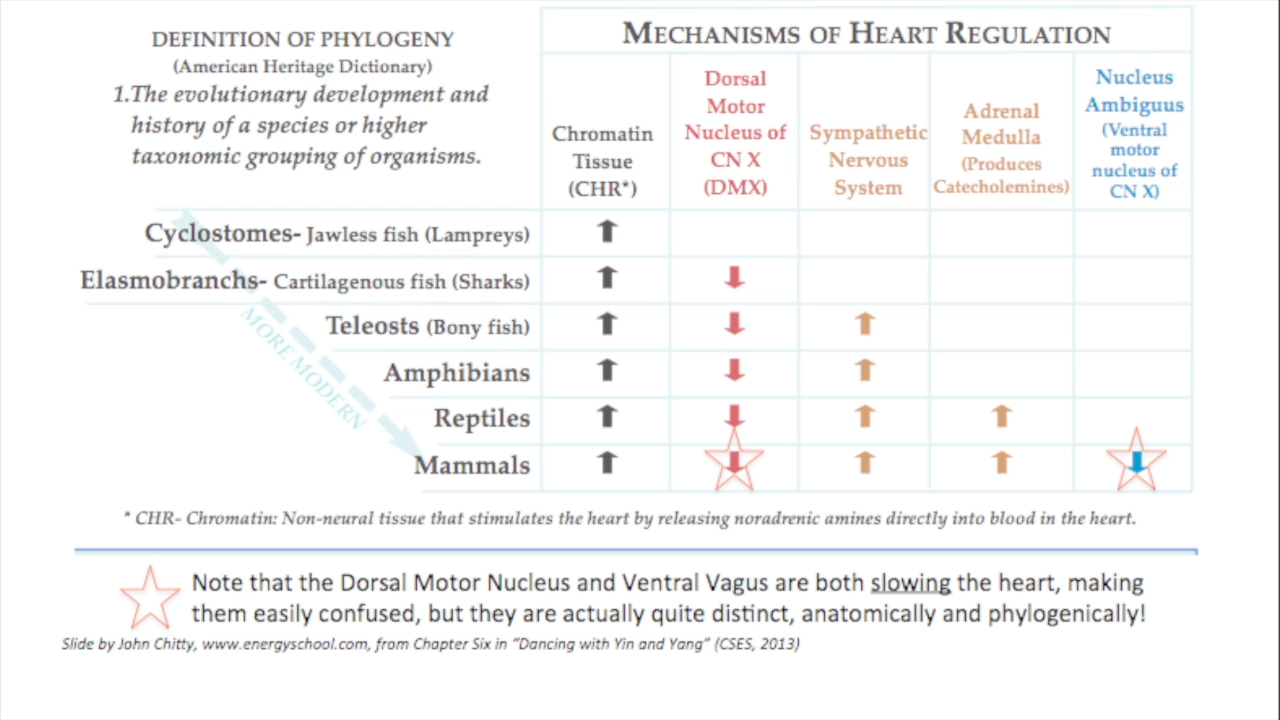 DEFINITION OF PHYLOGENY
(American Heritage Dictionary)
1.The evolutionary development and
history of a species or higher
taxonomic grouping of organisms.
MECHANISMS OF HEART REGULATION
Chromatin
Tissue
(CHR*)
Dorsal
Motor
Nucleus of
CN X
(DMX)
Sympathetic
Nervous
System
Adrenal
Medulla
(Produces
Catecholemines)
Nucleus
Ambiguus
(Ventral
motor
nucleus of
CN X)
Cyclostomes- Jawless fish (Lampreys)
Elasmobranchs- Cartilagenous fish (Sharks)
Teleosts (Bony fish)
Amphibians
Reptiles
Mammals
MORE MODERN
* CHR- Chromatin: Non-neural tissue that stimulates the heart by releasing noradrenic amines directly into blood in the heart.
Note that the Dorsal Motor Nucleus and Ventral Vagus are both slowing the heart, making
them easily confused, but they are actually quite distinct, anatomically and phylogenically!
Slide by John Chitty, www.energyschool.com, from Chapter Six in "Dancing with Yin and Yang" (CSES, 2013)